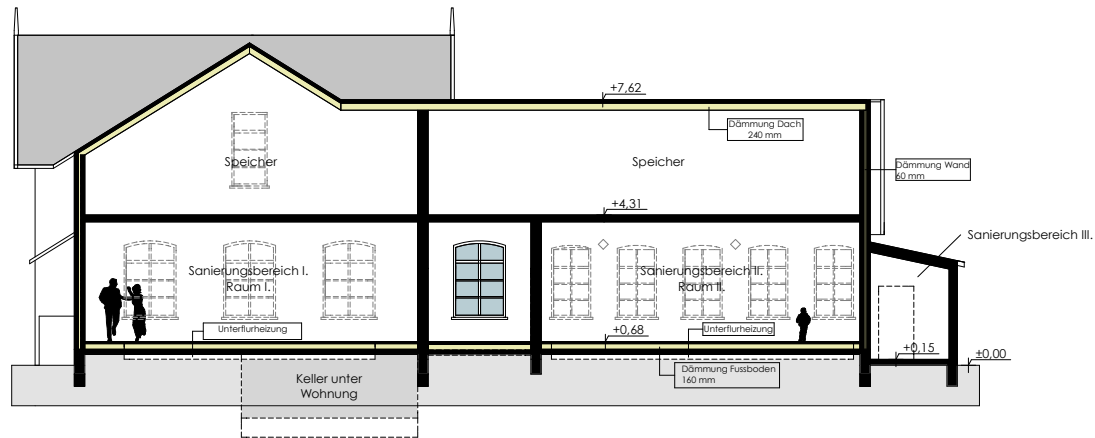 +7,62
Dämmung Dach
240 mm
Speicher
Speicher
Dämmung Wand
60 mm
+4,31
Sanierungsbereich III.
Sanierungsbereich I.
Raum I.
Sanierungsbereich II.
Raum II.
Unterflurheizung
+0,68
Unterflurheizung
+0,15
±0,00
Keller unter
Wohnung
Dämmung Fussboden
160 mm